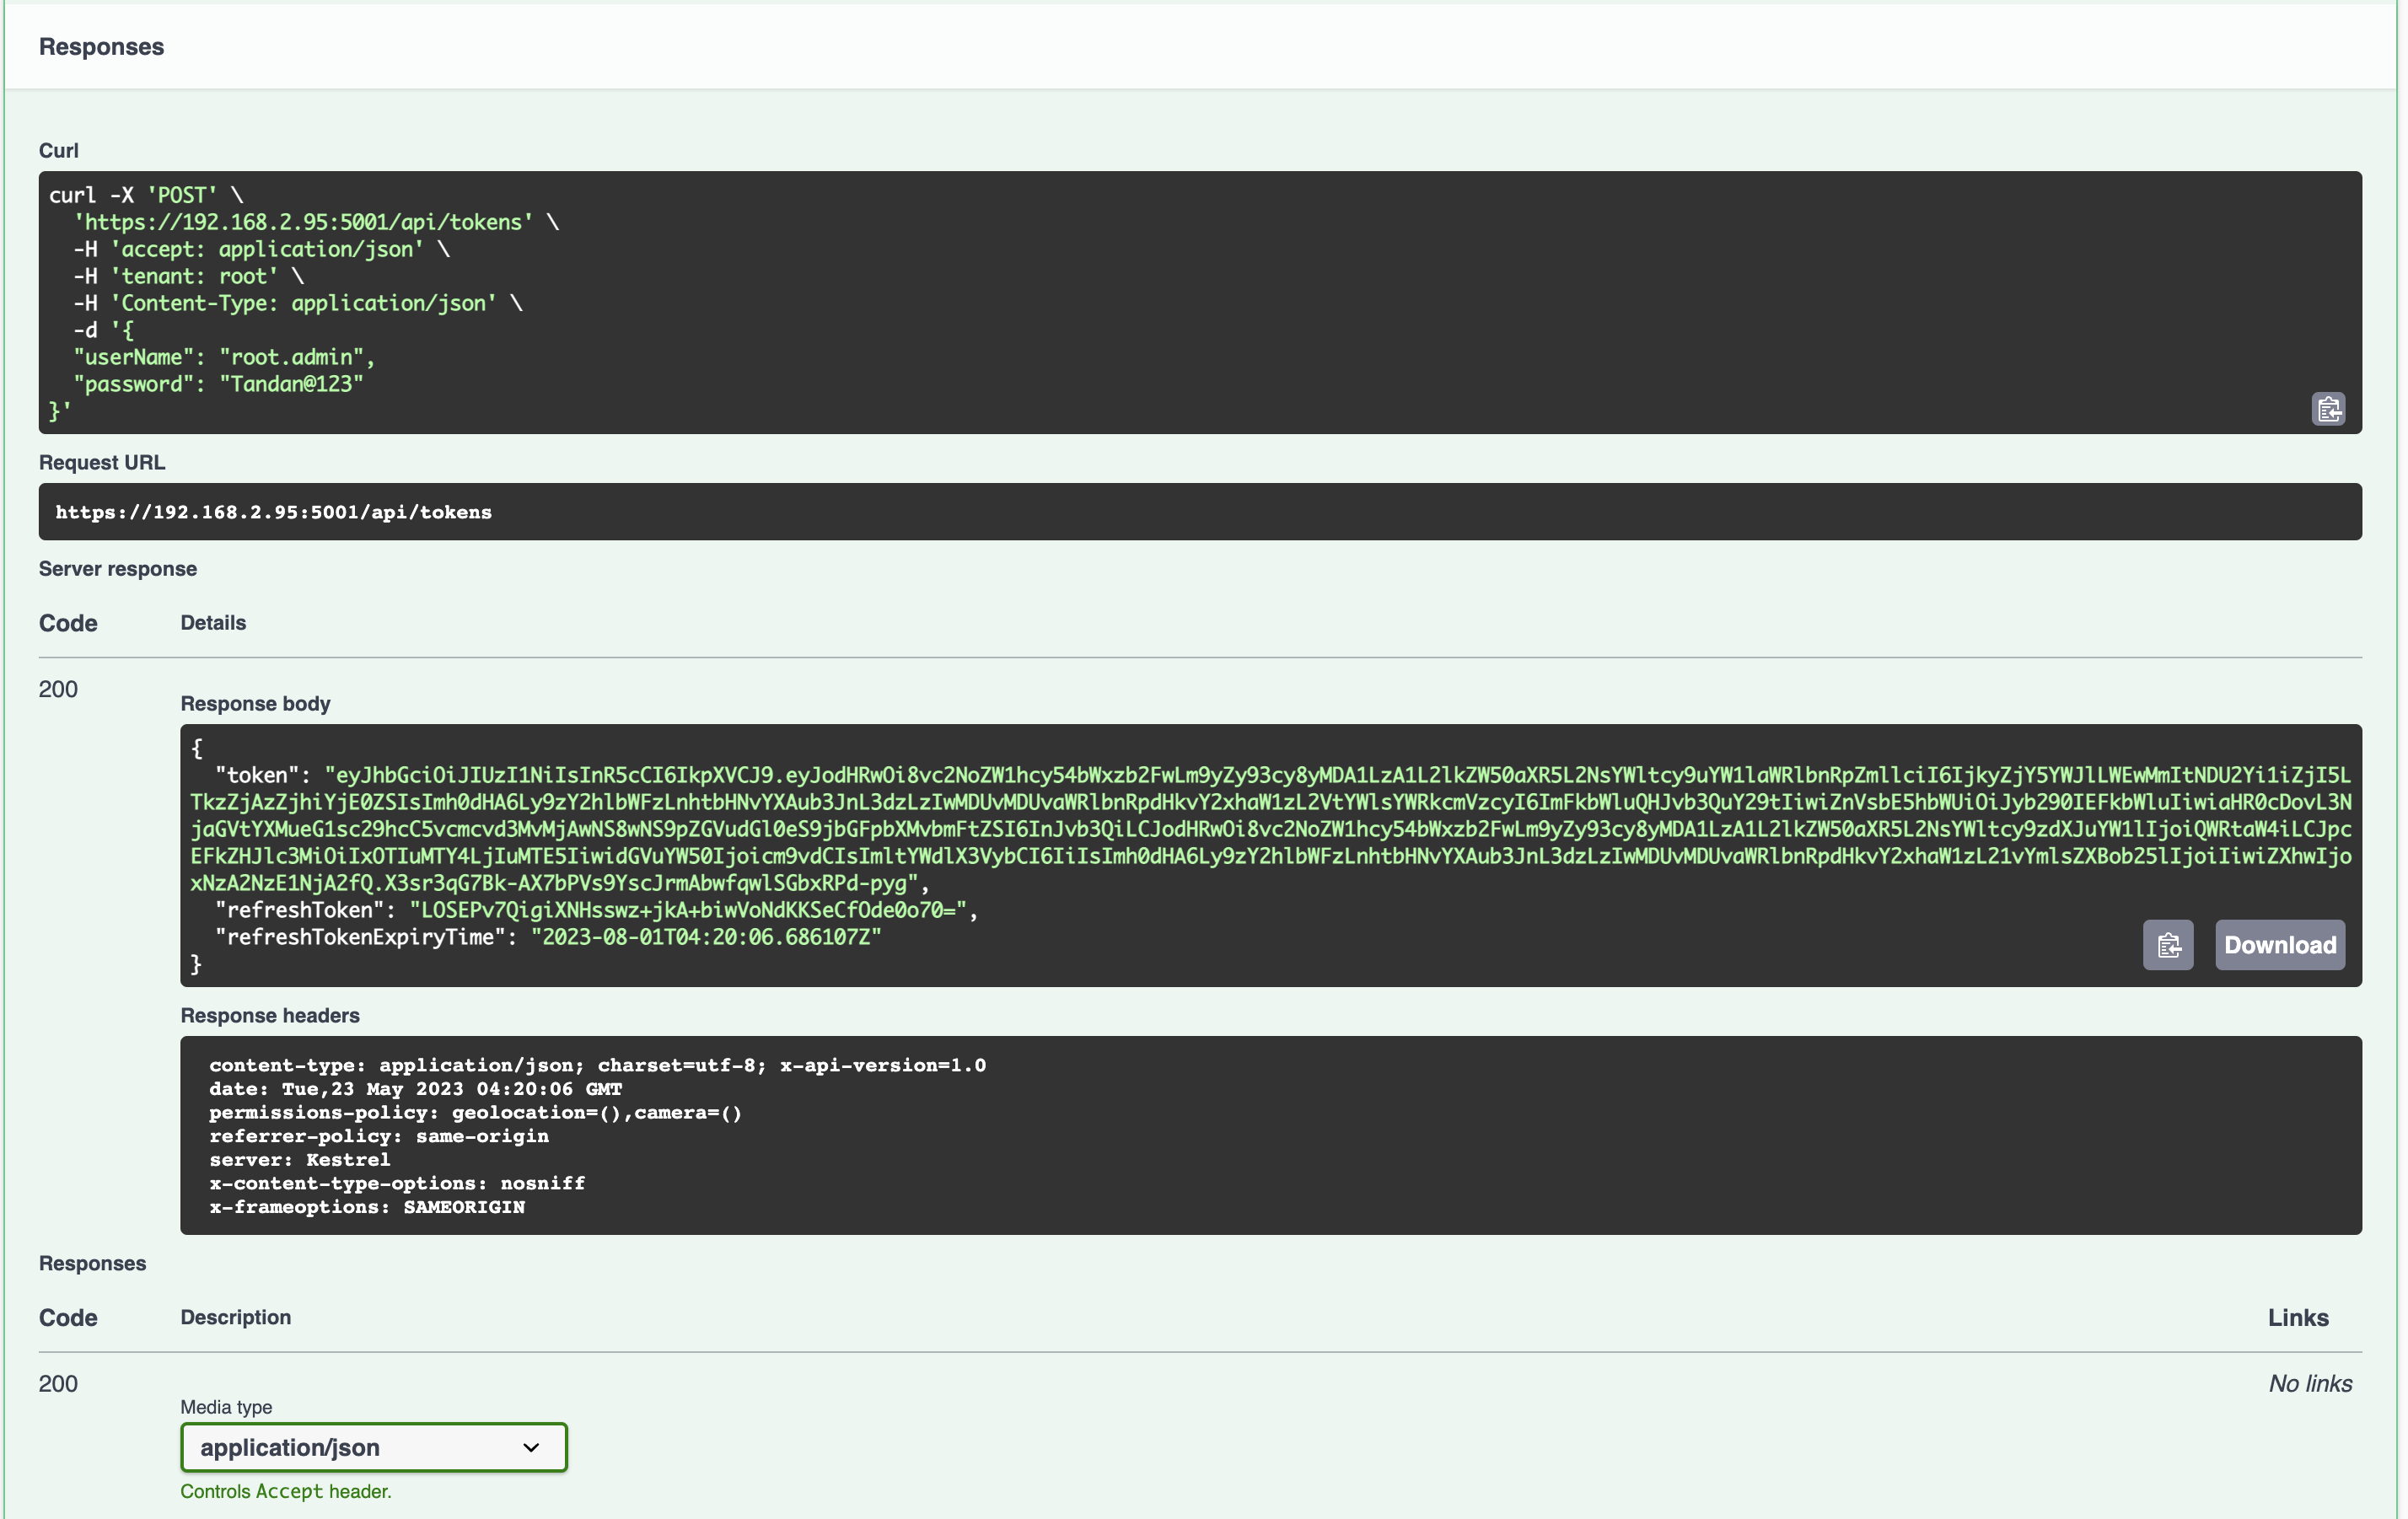 Responses
Curl
curl -X 'POST' \
'https://192.168.2.95:5001/api/tokens' \
-H 'accept: application/json' \
-H 'tenant: root' \
-H 'Content-Type: application/json' \
-d '{
"userName": "root.admin",
"password": "Tandan@123"
}'
Request URL
https://192.168.2.95:5001/api/tokens
Server response
Code Details
200
Response body
{
"token": "eyJhbGciOiJIUzI1NiIsInR5cCI6IkpXVCJ9.eyJodHRwOi8vc2NoZW1hcy54bWxzb2FwLm9yZy93cy8yMDA1LzA1L2lkZW50aXR5L2NsYWltcy9uYW1laWRlbnRpZmllciI6IjkyZjY5YWJlLWEwMmItNDU2Yi1iZjI5L
TkzZjAzZjhiYjE0ZSIsImh0dHA6Ly9zY2hlbWFzLnhtbHNvYXAub3JnL3dzLzIwMDUvMDUvaWRlbnRpdHkvY2xhaW1zL2VtYWlsYWRkcmVzcyI6ImFkbWluQHJvb3QuY29tIiwiZnVsbE5hbWUiOiJyb290IEFkbWluIiwiaHR0cDovL3N
jaGVtYXMueG1sc29hcC5vcmcvd3MvMjAwNS8wNS9pZGVudGl0eS9jbGFpbXMvbmFtZSI6InJvb3QiLCJodHRwOi8vc2NoZW1hcy54bWxzb2FwLm9yZy93cy8yMDA1LzA1L2lkZW50aXR5L2NsYWltcy9zdXJuYW1lIjoiQWRtaW4iLCJpc
EFkZHJlc3MiOiIxOTIuMTY4LjIuMTE5IiwidGVuYW50Ijoicm9vdCIsImltYWdlX3VybCI6IiIsImh0dHA6Ly9zY2hlbWFzLnhtbHNvYXAub3JnL3dzLzIwMDUvMDUvaWRlbnRpdHkvY2xhaW1zL21vYmlsZXBob25lIjoiIiwiZXhwIjo
xNzA2NzE1NjA2fQ.X3sr3qG7Bk-AX7bPVs9YscJrmAbwfqwlSGbxRPd-pyg",
"refreshToken": "LOSEPv7QigiXNHsswz+jkA+biwVoNdKKSeCfOde0o70=",
"refreshTokenExpiryTime": "2023-08-01T04:20:06.686107Z"
}
Download
Response headers
content-type: application/json; charset=utf-8; x-api-version=1.0
date: Tue,23 May 2023 04:20:06 GMT
permissions-policy: geolocation=(),camera=()
referrer-policy: same-origin
server: Kestrel
x-content-type-options: nosniff
x-frameoptions: SAMEORIGIN
Responses
Code Description Links
200 No links
Media type
application/json
Controls Accept header.